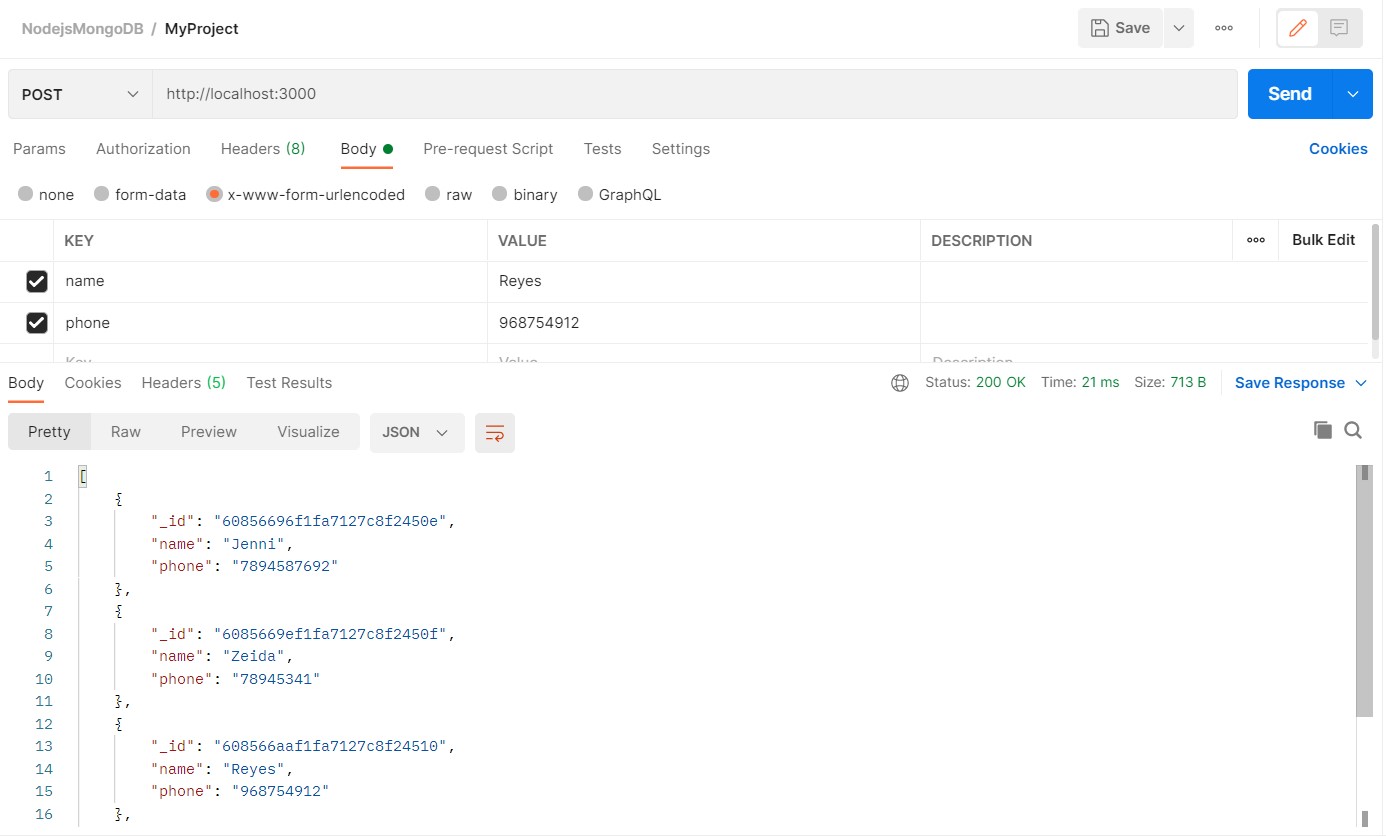 NodejsMongoDB / MyProject Save
POST http://localhost:3000 Send
Params Authorization Headers (8) Body Pre-request Script Tests Settings Cookies
none form-data x-www-form-urlencoded raw binary GraphQL
KEY VALUE DESCRIPTION Bulk Edit
name Reyes
phone 968754912
Key Value Description
Body Cookies Headers (5) Test Results Status: 200 OK Time: 21 ms Size: 713 B Save Response
Pretty Raw Preview Visualize JSON
1 [
2 {
3 "_id": "60856696f1fa7127c8f2450e",
4 "name": "Jenni",
5 "phone": "7894587692"
6 },
7 {
8 "_id": "6085669ef1fa7127c8f2450f",
9 "name": "Zeida",
10 "phone": "78945341"
11 },
12 {
13 "_id": "608566aaf1fa7127c8f24510",
14 "name": "Reyes",
15 "phone": "968754912"
16 },